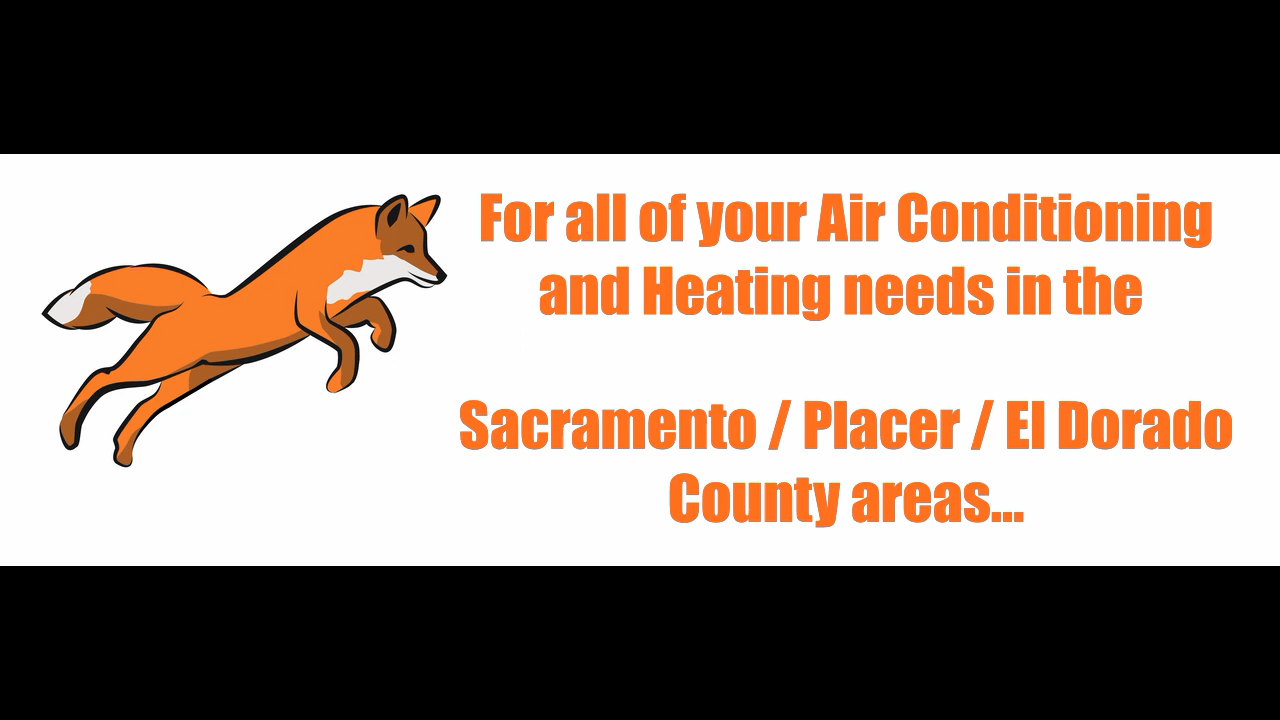 For all of your Air Conditioning
and Heating needs in the
Sacramento / Placer / El Dorado
County areas...